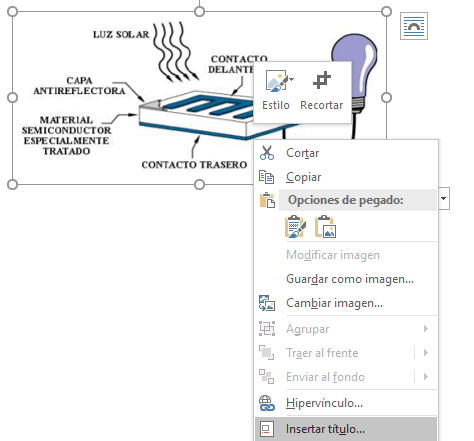 LUZ SOLAR
CONTACTO
DELANTE
CAPA
ANTIREFLECTORA
MATERIAL
SEMICONDUCTOR
ESPECIALMENTE
TRATADO
CONTACTO TRASERO
Estilo
Recortar
Cortar
Copiar
Opciones de pegado:
Modificar imagen
Guardar como imagen...
Cambiar imagen...
Agrupar
Traer al frente
Enviar al fondo
Hipervínculo...
Insertar título...